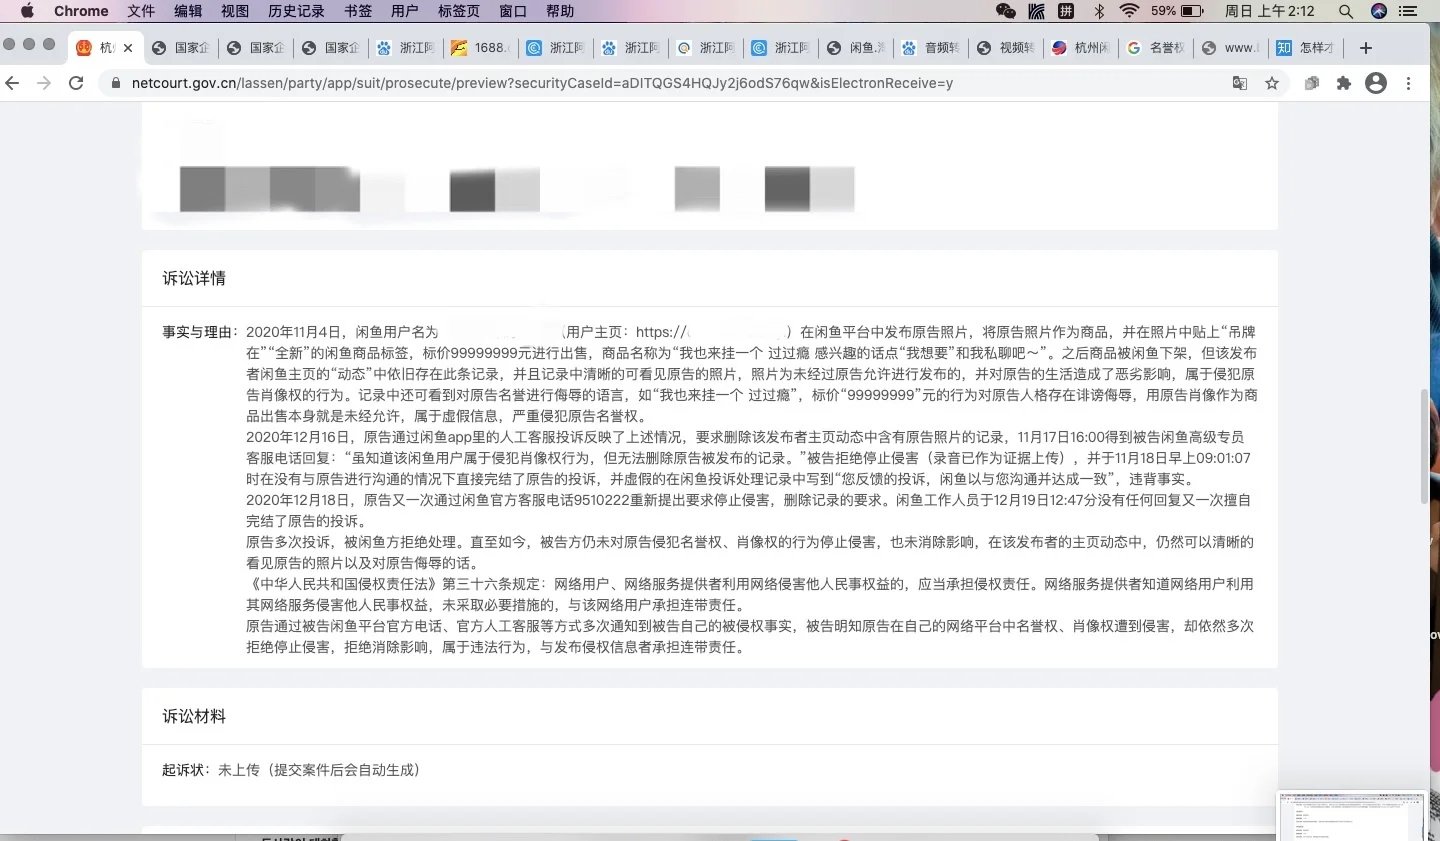 Chrome 文件 编辑 视图 历史记录 书签 用户 标签页 窗口 帮助 拼 59% 周日 上午2:12
杭州 国家企 国家企 国家企 浙江阿 1688.c 浙江阿 浙江阿 浙江阿 浙江阿 闲鱼.淘 音频转 视频转 杭州闲 名誉权 www.b 知 怎样才
netcourt.gov.cn/lassen/party/app/suit/prosecute/preview?securityCaseId=aDITQGS4HQJy2j6odS76qw&isElectronReceive=y
诉讼详情
事实与理由： 2020年11月4日，闲鱼用户名为 （用户主页：https:// ）在闲鱼平台中发布原告照片，将原告照片作为商品，并在照片中贴上“吊牌
在”“全新”的闲鱼商品标签，标价99999999元进行出售，商品名称为“我也来挂一个 过过瘾 感兴趣的话点“我想要”和我私聊吧～”。之后商品被闲鱼下架，但该发布
者闲鱼主页的“动态”中依旧存在此条记录，并且记录中清晰的可看见原告的照片，照片为未经过原告允许进行发布的，并对原告的生活造成了恶劣影响，属于侵犯原
告肖像权的行为。记录中还可看到对原告名誉进行侮辱的语言，如“我也来挂一个 过过瘾”，标价“99999999”元的行为对原告人格存在诽谤侮辱，用原告肖像作为商
品出售本身就是未经允许，属于虚假信息，严重侵犯原告名誉权。
2020年12月16日，原告通过闲鱼app里的人工客服投诉反映了上述情况，要求删除该发布者主页动态中含有原告照片的记录，11月17日16:00得到被告闲鱼高级专员
客服电话回复：“虽知道该闲鱼用户属于侵犯肖像权行为，但无法删除原告被发布的记录。”被告拒绝停止侵害（录音已作为证据上传），并于11月18日早上09:01:07
时在没有与原告进行沟通的情况下直接完结了原告的投诉，并虚假的在闲鱼投诉处理记录中写到“您反馈的投诉，闲鱼以与您沟通并达成一致”，违背事实。
2020年12月18日，原告又一次通过闲鱼官方客服电话9510222重新提出要求停止侵害，删除记录的要求。闲鱼工作人员于12月19日12:47分没有任何回复又一次擅自
完结了原告的投诉。
原告多次投诉，被闲鱼方拒绝处理。直至如今，被告方仍未对原告侵犯名誉权、肖像权的行为停止侵害，也未消除影响，在该发布者的主页动态中，仍然可以清晰的
看见原告的照片以及对原告侮辱的话。
《中华人民共和国侵权责任法》第三十六条规定：网络用户、网络服务提供者利用网络侵害他人民事权益的，应当承担侵权责任。网络服务提供者知道网络用户利用
其网络服务侵害他人民事权益，未采取必要措施的，与该网络用户承担连带责任。
原告通过被告闲鱼平台官方电话、官方人工客服等方式多次通知到被告自己的被侵权事实，被告明知原告在自己的网络平台中名誉权、肖像权遭到侵害，却依然多次
拒绝停止侵害，拒绝消除影响，属于违法行为，与发布侵权信息者承担连带责任。
诉讼材料
起诉状： 未上传（提交案件后会自动生成）